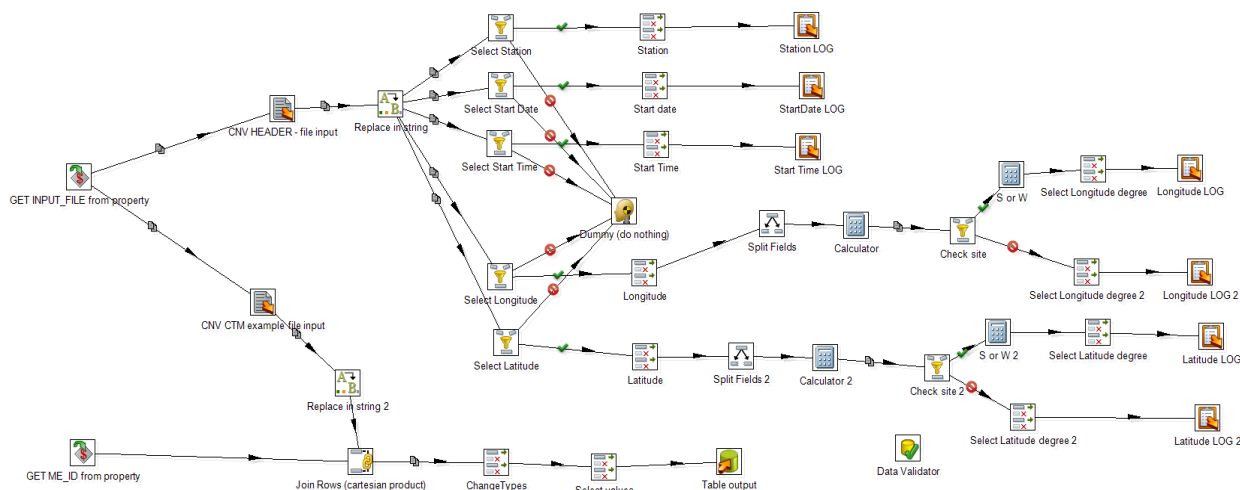 Select Station
Station
Station LOG
Select Start Date
Start date
StartDate LOG
CNV HEADER - file input
Replace in string
Select Start Time
Start Time
Start Time LOG
GET INPUT_FILE from property
S or W
Select Longitude degree
Longitude LOG
Dummy (do nothing)
Split Fields
Calculator
Check site
Select Longitude
Longitude
Select Longitude degree 2
Longitude LOG 2
CNV CTM example file input
Select Latitude
Latitude
Split Fields 2
Calculator 2
S or W 2
Select Latitude degree
Latitude LOG
Check site 2
Replace in string 2
Select Latitude degree 2
Latitude LOG 2
GET ME_ID from property
Join Rows (cartesian product)
ChangeTypes
Select values
Table output
Data Validator